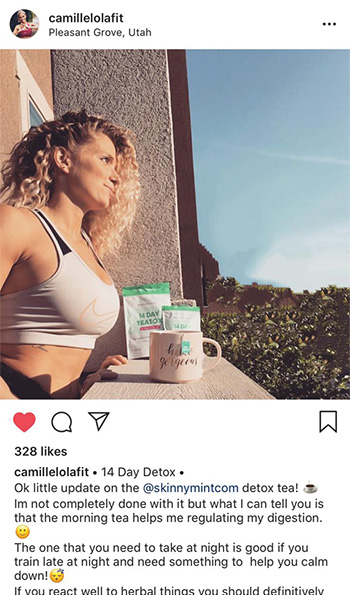 camillelolafit
Pleasant Grove, Utah
14 DAY
TEATOX
14 DAY
hello
gorgeous
328 likes
camillelolafit • 14 Day Detox •
Ok little update on the @skinnymintcom detox tea! ☕
Im not completely done with it but what I can tell you is
that the morning tea helps me regulating my digestion.
🙂
The one that you need to take at night is good if you
train late at night and need something to help you calm
down!😴
If you react well to herbal things you should definitively